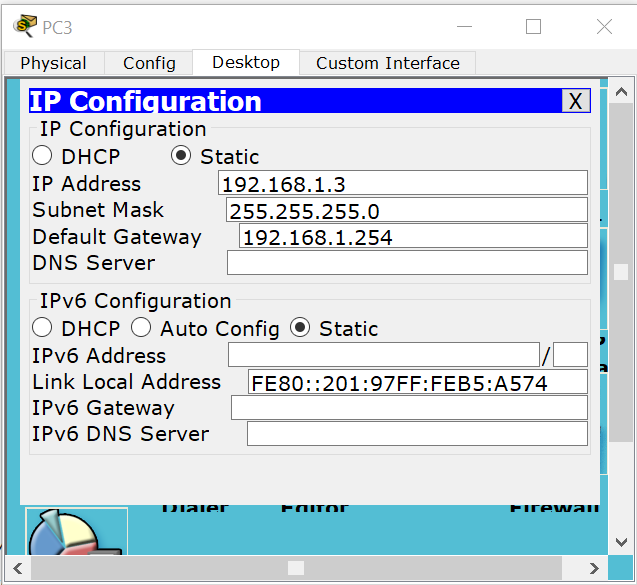 PC3
Physical Config Desktop Custom Interface
IP Configuration X
IP Configuration
DHCP Static
IP Address 192.168.1.3
Subnet Mask 255.255.255.0
Default Gateway 192.168.1.254
DNS Server
IPv6 Configuration
DHCP Auto Config Static
IPv6 Address /
Link Local Address FE80::201:97FF:FEB5:A574
IPv6 Gateway
IPv6 DNS Server
Dialer Editor Firewall